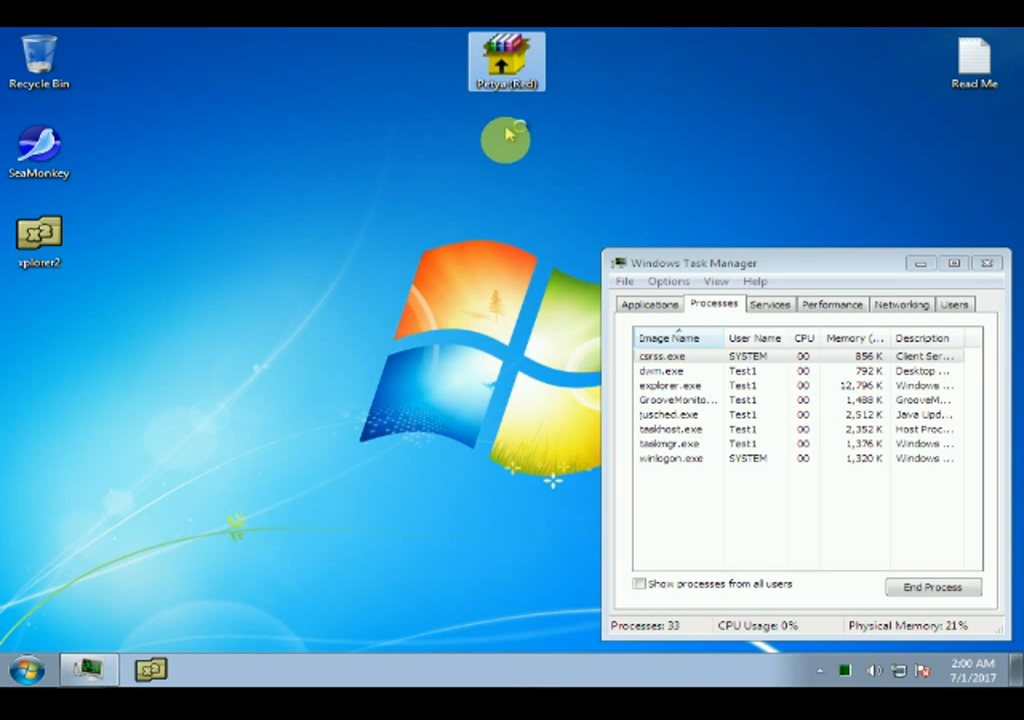 Recycle Bin
Petya (Red)
Read Me
SeaMonkey
xplorer2
Windows Task Manager
File Options View Help
Applications Processes Services Performance Networking Users
Image Name User Name CPU Memory (... Description
csrss.exe SYSTEM 00 856 K Client Ser...
dwm.exe Test1 00 792 K Desktop ...
explorer.exe Test1 00 12,796 K Windows ...
GrooveMonito... Test1 00 1,488 K GrooveM...
jusched.exe Test1 00 2,512 K Java Upd...
taskhost.exe Test1 00 2,352 K Host Proc...
taskmgr.exe Test1 00 1,376 K Windows ...
winlogon.exe SYSTEM 00 1,320 K Windows ...
Show processes from all users
End Process
Processes: 33 CPU Usage: 0% Physical Memory: 21%
2:00 AM
7/1/2017